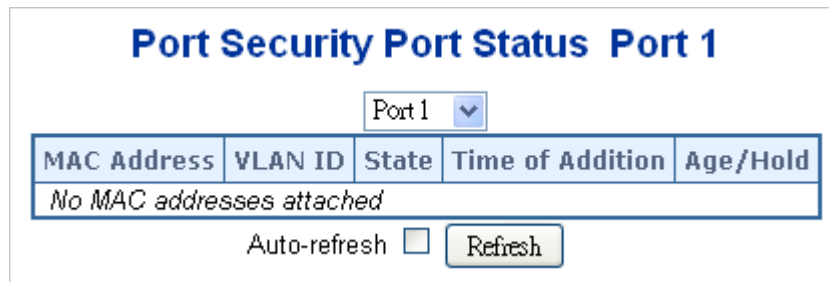 Port Security Port Status Port 1
Port 1
MAC Address VLAN ID State Time of Addition Age/Hold
No MAC addresses attached
Auto-refresh Refresh